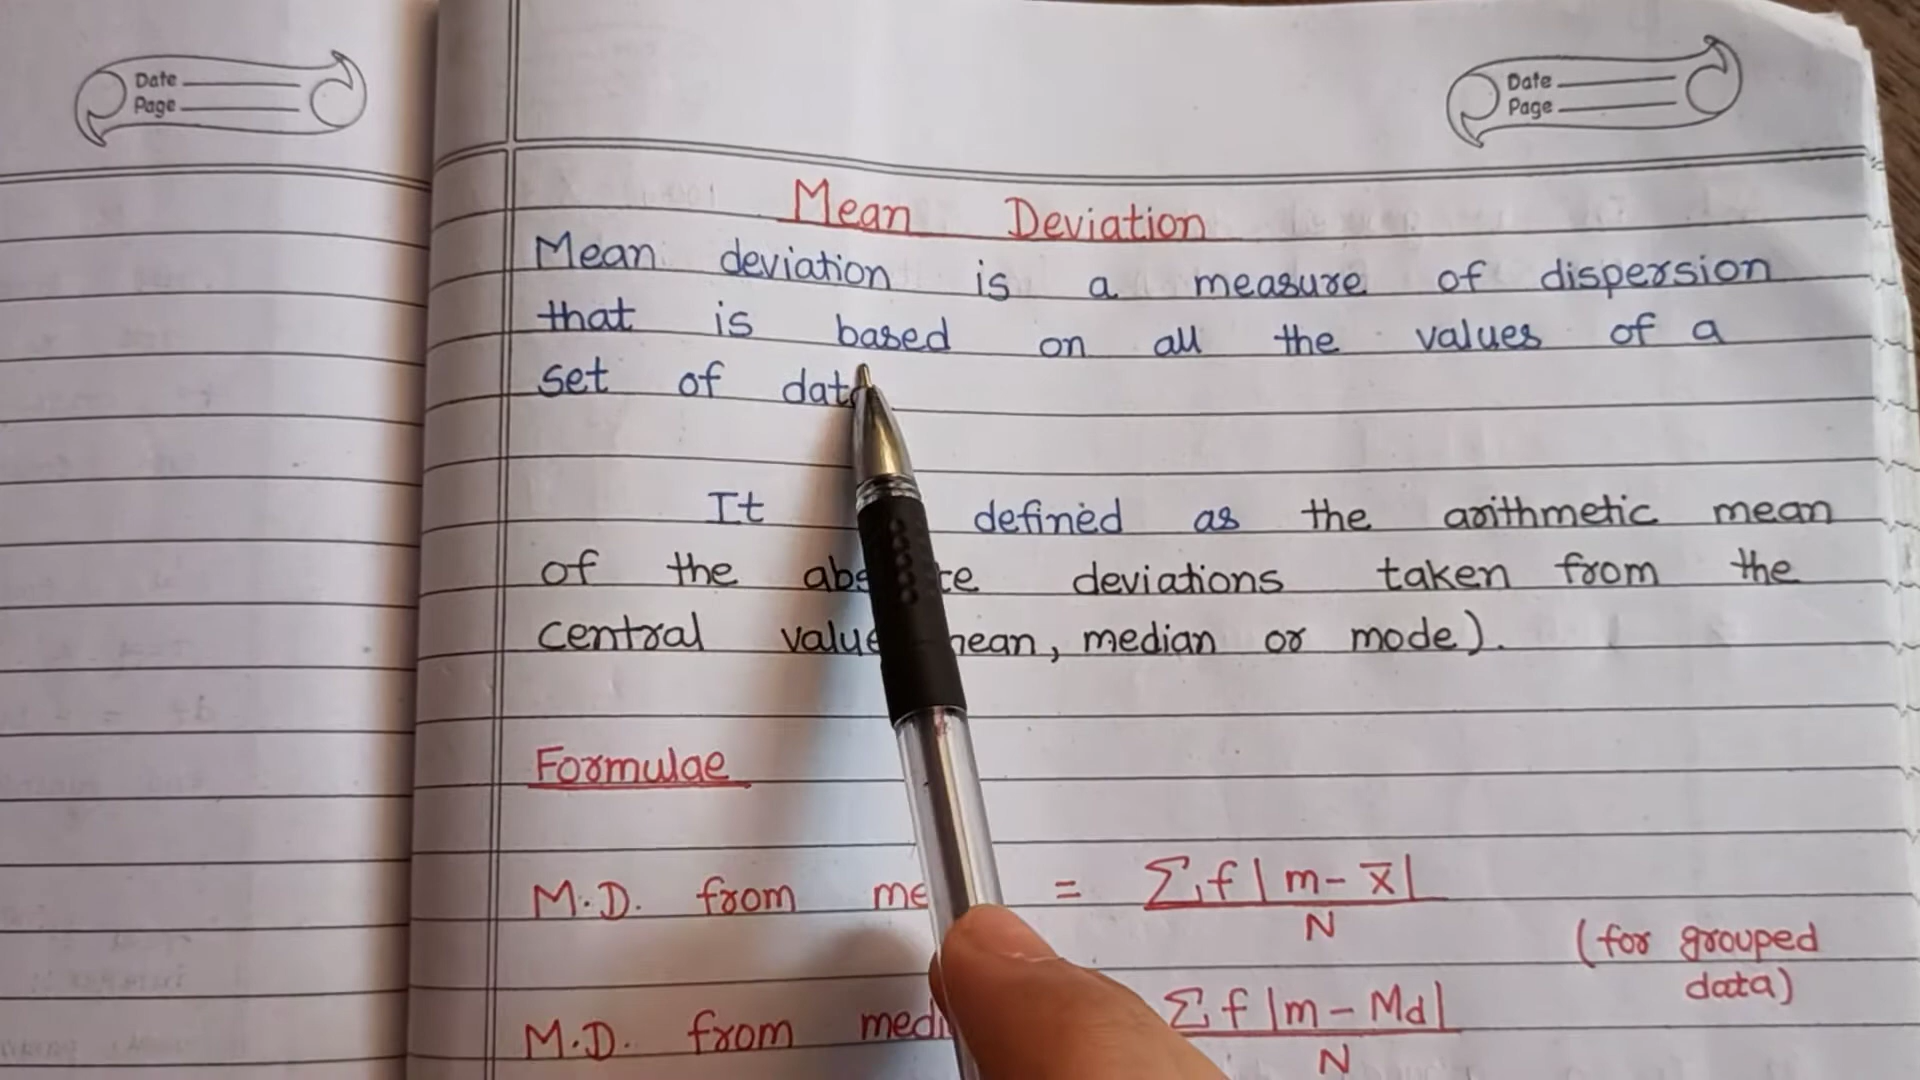 Date
Page
Date
Page
Mean Deviation
Mean deviation is a measure of dispersion
that is based on all the values of a
set of data
It defined as the arithmetic mean
of the deviations taken from the
central value mean, median or mode).
Formulae
M.D. from = Σf|m- x̄|
N
(for grouped
data)
M.D. from Σf|m - Md|
N